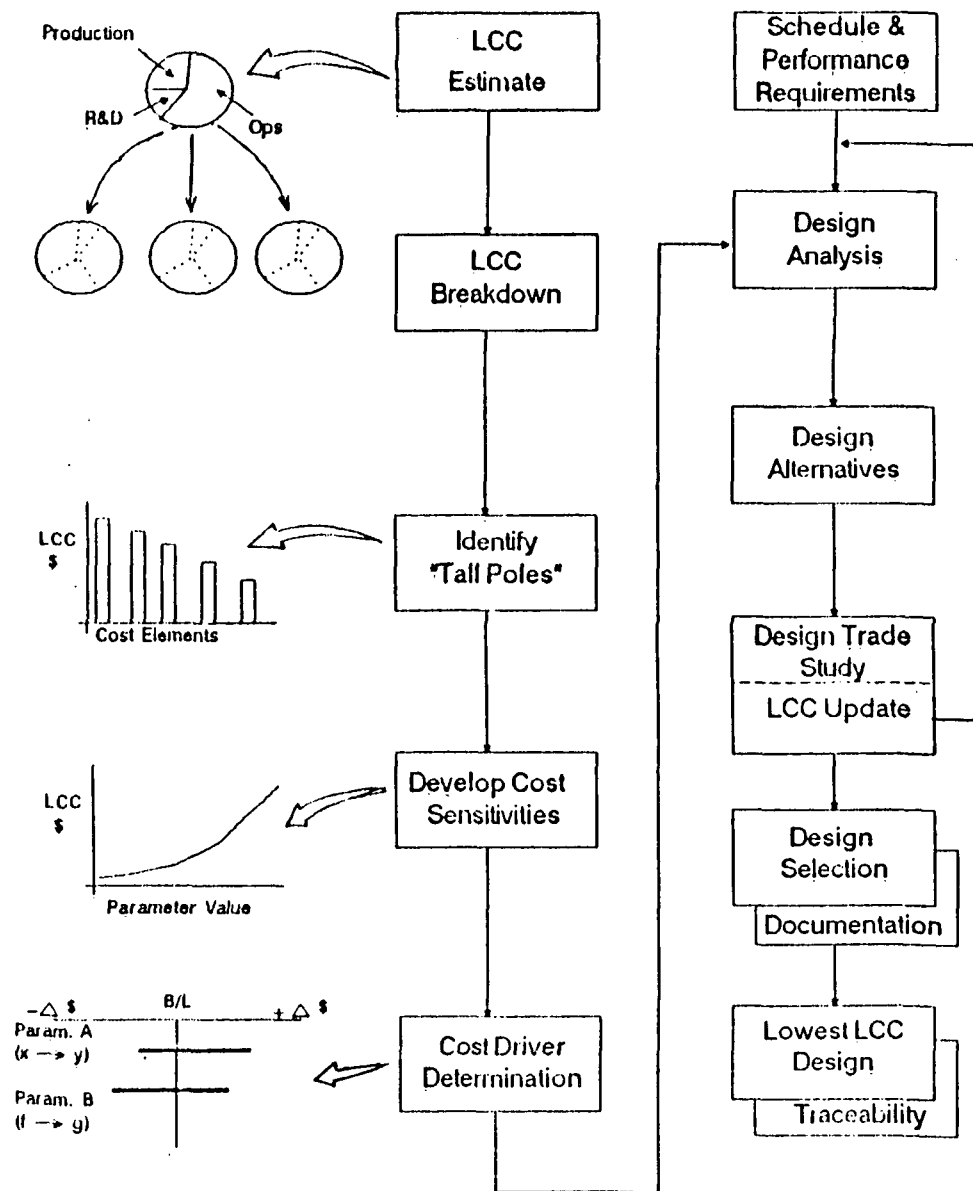 Production
R&D
Ops
LCC
Estimate
LCC
Breakdown
LCC
$
Cost Elements
Identify
"Tall Poles"
LCC
$
Parameter Value
Develop Cost
Sensitivities
-△ $
B/L
+ △ $
Param. A
(x → y)
Param. B
(f → g)
Cost Driver
Determination
Schedule &
Performance
Requirements
Design
Analysis
Design
Alternatives
Design Trade
Study
LCC Update
Design
Selection
Documentation
Lowest LCC
Design
Traceability